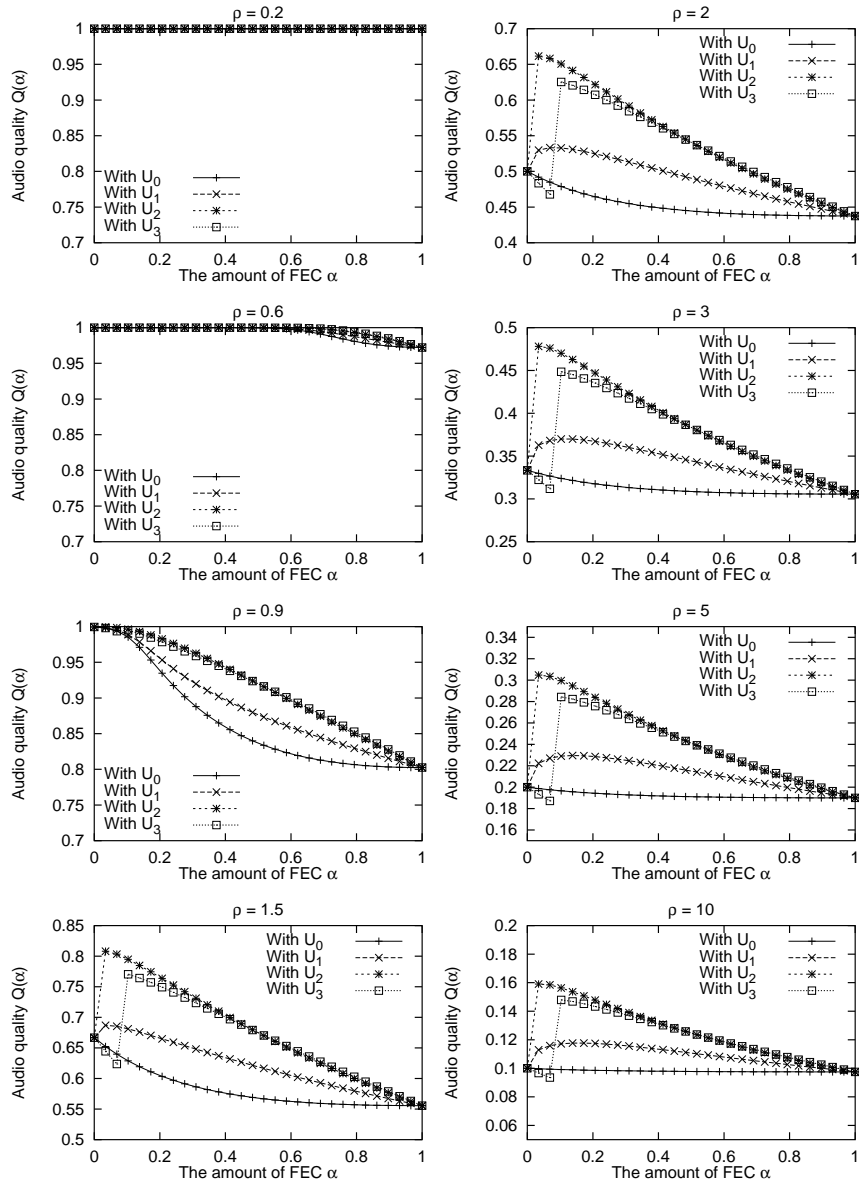 ρ = 0.2
Audio quality Q(α)
1
0.95
0.9
0.85
0.8
0.75
0.7
With U0
With U1
With U2
With U3
0 0.2 0.4 0.6 0.8 1
The amount of FEC α
ρ = 2
Audio quality Q(α)
0.7
0.65
0.6
0.55
0.5
0.45
0.4
With U0
With U1
With U2
With U3
0 0.2 0.4 0.6 0.8 1
The amount of FEC α
ρ = 0.6
Audio quality Q(α)
1
0.95
0.9
0.85
0.8
0.75
0.7
With U0
With U1
With U2
With U3
0 0.2 0.4 0.6 0.8 1
The amount of FEC α
ρ = 3
Audio quality Q(α)
0.5
0.45
0.4
0.35
0.3
0.25
With U0
With U1
With U2
With U3
0 0.2 0.4 0.6 0.8 1
The amount of FEC α
ρ = 0.9
Audio quality Q(α)
1
0.95
0.9
0.85
0.8
0.75
0.7
With U0
With U1
With U2
With U3
0 0.2 0.4 0.6 0.8 1
The amount of FEC α
ρ = 5
Audio quality Q(α)
0.34
0.32
0.3
0.28
0.26
0.24
0.22
0.2
0.18
0.16
With U0
With U1
With U2
With U3
0 0.2 0.4 0.6 0.8 1
The amount of FEC α
ρ = 1.5
Audio quality Q(α)
0.85
0.8
0.75
0.7
0.65
0.6
0.55
0.5
With U0
With U1
With U2
With U3
0 0.2 0.4 0.6 0.8 1
The amount of FEC α
ρ = 10
Audio quality Q(α)
0.2
0.18
0.16
0.14
0.12
0.1
0.08
0.06
With U0
With U1
With U2
With U3
0 0.2 0.4 0.6 0.8 1
The amount of FEC α